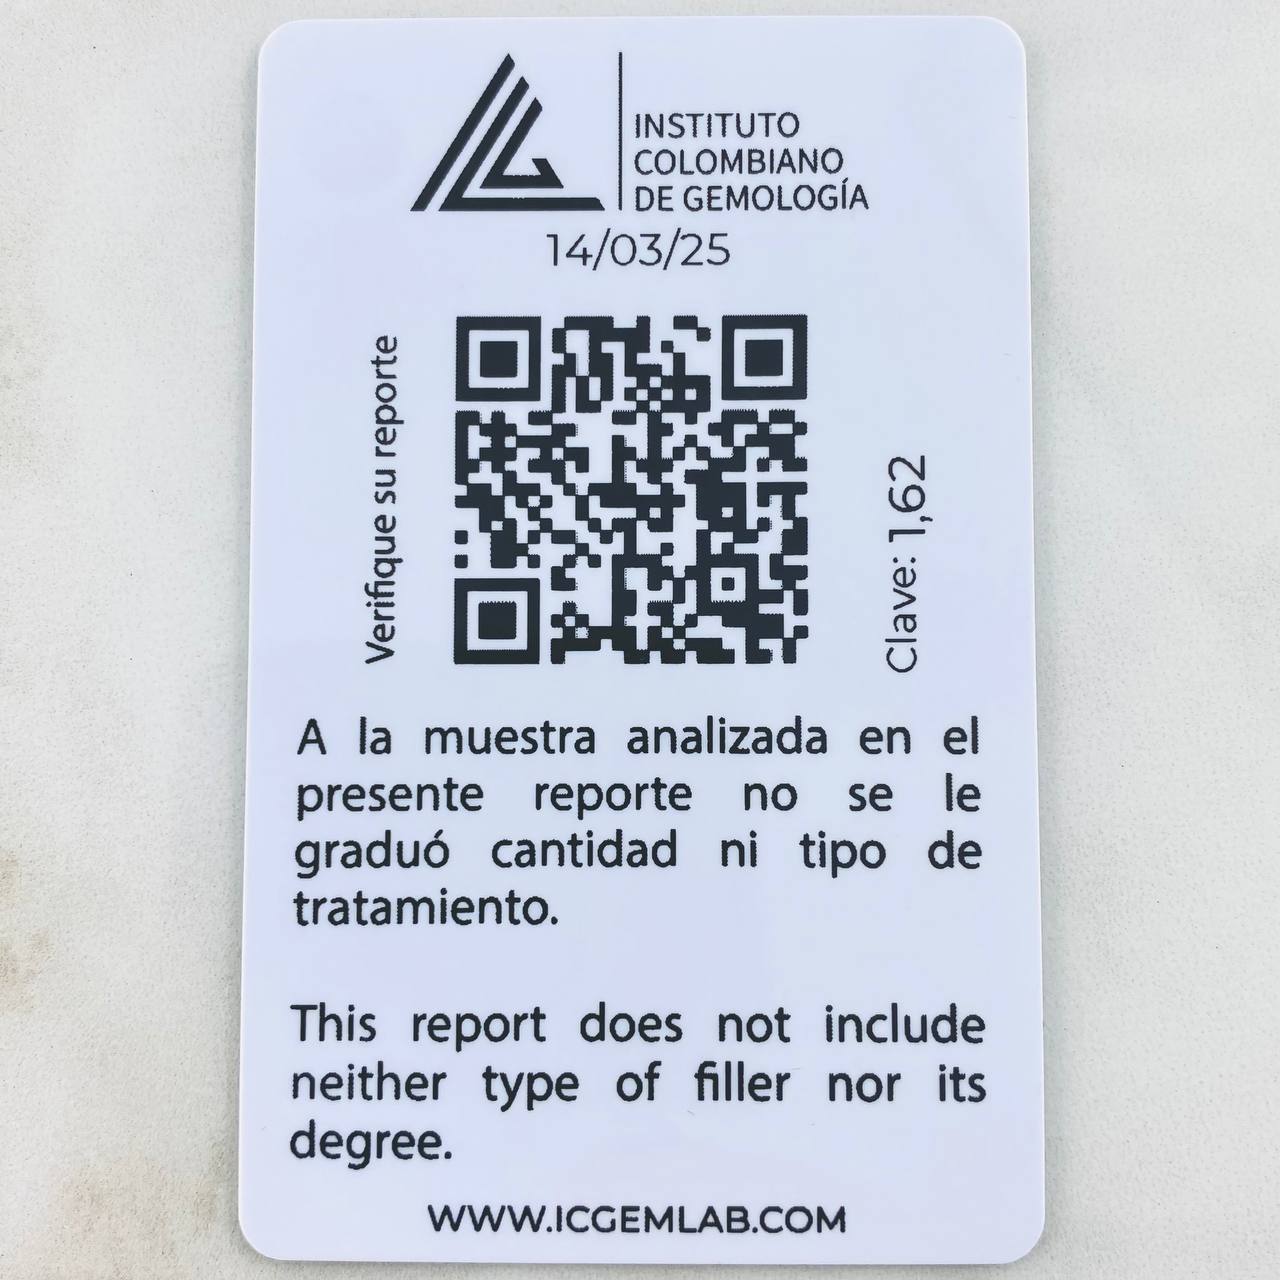 INSTITUTO
COLOMBIANO
DE GEMOLOGÍA
14/03/25
Verifique su reporte
Clave: 1,62
A la muestra analizada en el
presente reporte no se le
graduó cantidad ni tipo de
tratamiento.
This report does not include
neither type of filler nor its
degree.
WWW.ICGEMLAB.COM